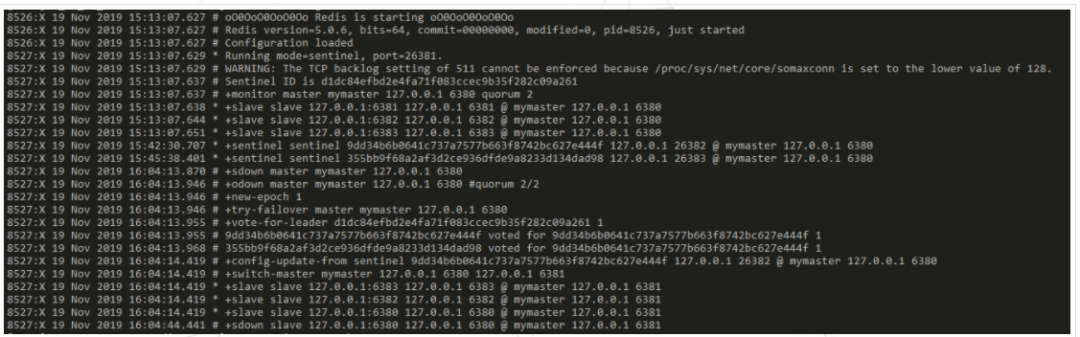 8526:X 19 Nov 2019 15:13:07.627 # oO0OoO0OoO0Oo Redis is starting oO0OoO0OoO0Oo
8526:X 19 Nov 2019 15:13:07.627 # Redis version=5.0.6, bits=64, commit=00000000, modified=0, pid=8526, just started
8526:X 19 Nov 2019 15:13:07.627 # Configuration loaded
8527:X 19 Nov 2019 15:13:07.629 * Running mode=sentinel, port=26381.
8527:X 19 Nov 2019 15:13:07.629 # WARNING: The TCP backlog setting of 511 cannot be enforced because /proc/sys/net/core/somaxconn is set to the lower value of 128.
8527:X 19 Nov 2019 15:13:07.637 # Sentinel ID is d1dc84efbd2e4fa71f083ccec9b35f282c09a261
8527:X 19 Nov 2019 15:13:07.637 # +monitor master mymaster 127.0.0.1 6380 quorum 2
8527:X 19 Nov 2019 15:13:07.638 * +slave slave 127.0.0.1:6381 127.0.0.1 6381 @ mymaster 127.0.0.1 6380
8527:X 19 Nov 2019 15:13:07.644 * +slave slave 127.0.0.1:6382 127.0.0.1 6382 @ mymaster 127.0.0.1 6380
8527:X 19 Nov 2019 15:13:07.651 * +slave slave 127.0.0.1:6383 127.0.0.1 6383 @ mymaster 127.0.0.1 6380
8527:X 19 Nov 2019 15:42:30.707 * +sentinel sentinel 9dd34b6b0641c737a7577b663f8742bc627e444f 127.0.0.1 26382 @ mymaster 127.0.0.1 6380
8527:X 19 Nov 2019 15:45:38.401 * +sentinel sentinel 355bb9f68a2af3d2ce936dfde9a8233d134dad98 127.0.0.1 26383 @ mymaster 127.0.0.1 6380
8527:X 19 Nov 2019 16:04:13.870 # +sdown master mymaster 127.0.0.1 6380
8527:X 19 Nov 2019 16:04:13.946 # +odown master mymaster 127.0.0.1 6380 #quorum 2/2
8527:X 19 Nov 2019 16:04:13.946 # +new-epoch 1
8527:X 19 Nov 2019 16:04:13.946 # +try-failover master mymaster 127.0.0.1 6380
8527:X 19 Nov 2019 16:04:13.955 # +vote-for-leader d1dc84efbd2e4fa71f083ccec9b35f282c09a261 1
8527:X 19 Nov 2019 16:04:13.955 # 9dd34b6b0641c737a7577b663f8742bc627e444f voted for 9dd34b6b0641c737a7577b663f8742bc627e444f 1
8527:X 19 Nov 2019 16:04:13.968 # 355bb9f68a2af3d2ce936dfde9a8233d134dad98 voted for 9dd34b6b0641c737a7577b663f8742bc627e444f 1
8527:X 19 Nov 2019 16:04:14.419 # +config-update-from sentinel 9dd34b6b0641c737a7577b663f8742bc627e444f 127.0.0.1 26382 @ mymaster 127.0.0.1 6380
8527:X 19 Nov 2019 16:04:14.419 # +switch-master mymaster 127.0.0.1 6380 127.0.0.1 6381
8527:X 19 Nov 2019 16:04:14.419 * +slave slave 127.0.0.1:6383 127.0.0.1 6383 @ mymaster 127.0.0.1 6381
8527:X 19 Nov 2019 16:04:14.419 * +slave slave 127.0.0.1:6382 127.0.0.1 6382 @ mymaster 127.0.0.1 6381
8527:X 19 Nov 2019 16:04:14.419 * +slave slave 127.0.0.1:6380 127.0.0.1 6380 @ mymaster 127.0.0.1 6381
8527:X 19 Nov 2019 16:04:44.441 # +sdown slave 127.0.0.1:6380 127.0.0.1 6380 @ mymaster 127.0.0.1 6381